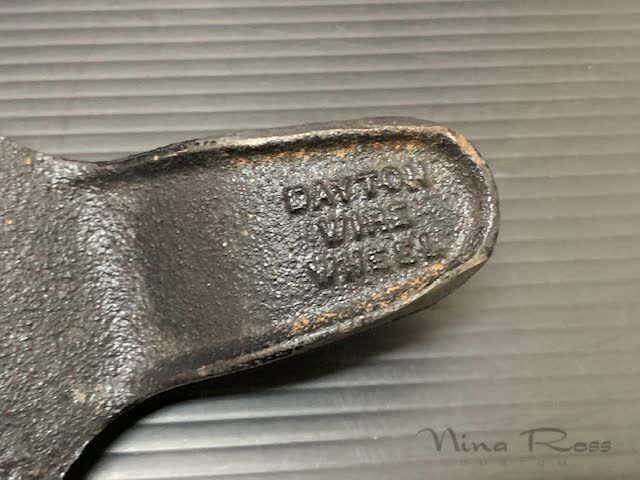 DAYTON
WIRE
WHEEL
Nina Ross